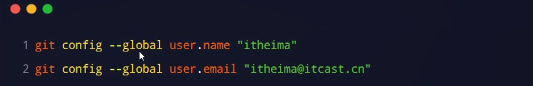 1 git config --global user.name "itheima"
2 git config --global user.email "itheima@itcast.cn"